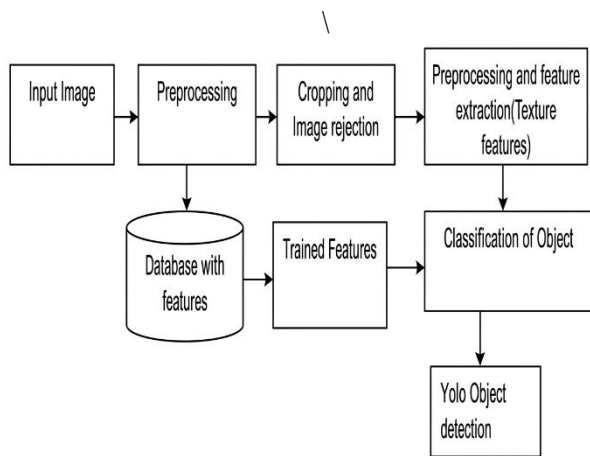 \
Input Image
Preprocessing
Cropping and
Image rejection
Preprocessing and feature
extraction(Texture
features)
Database with
features
Trained Features
Classification of Object
Yolo Object
detection